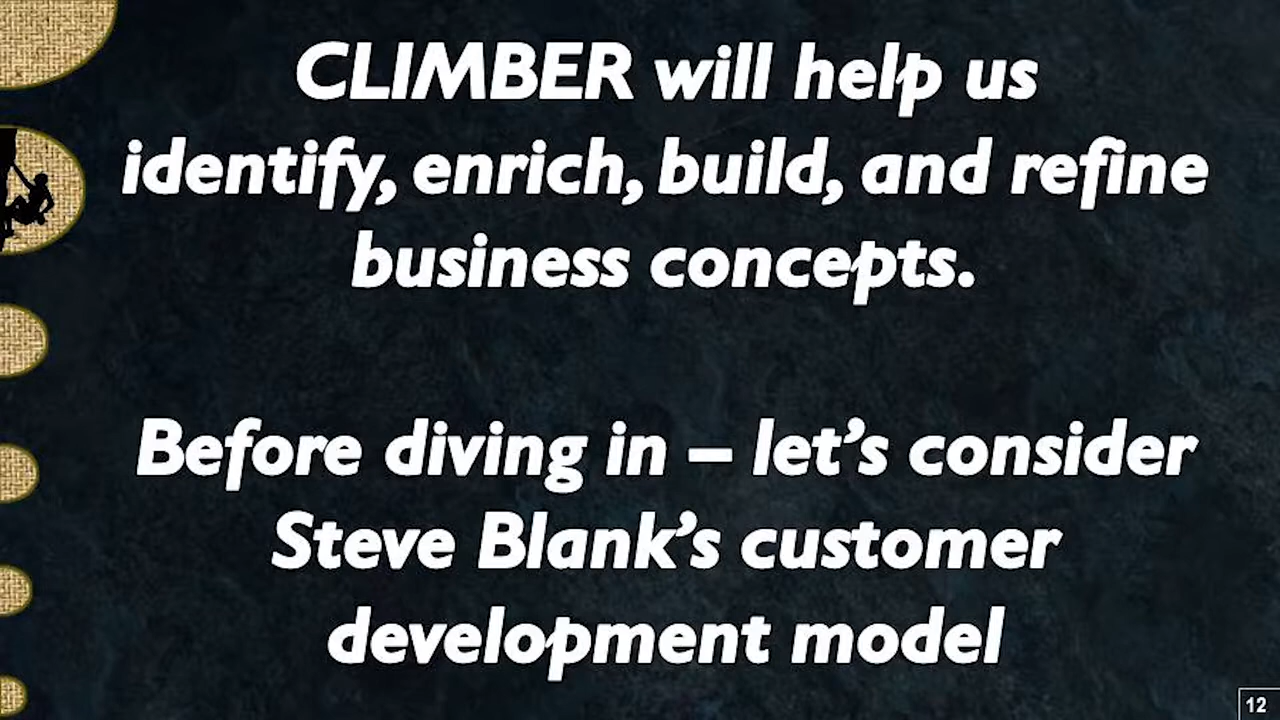 CLIMBER will help us
identify, enrich, build, and refine
business concepts.
Before diving in – let’s consider
Steve Blank’s customer
development model
12